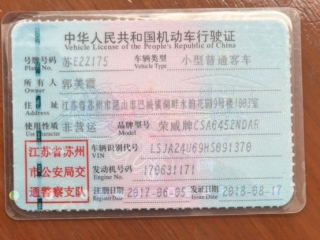 中华人民共和国机动车行驶证
Vehicle License of the People's Republic of China
号牌号码 苏EZZ175 车辆类型 小型普通客车
Plate No. Vehicle Type
所有人 郭美霞
Owner
住址 江苏省苏州市昆山市巴城镇湖畔水韵花园9号楼1002室
Address
使用性质 非营运 品牌型号 荣威牌CSA6452NDAR
Use Character Model
江苏省苏州
市公安局交
通警察支队
车辆识别代号 LSJA24U69HS091370
VIN
发动机号码 170631171
Engine No.
注册日期 2017-06-05 发证日期 2018-08-17
Register Date Issue Date